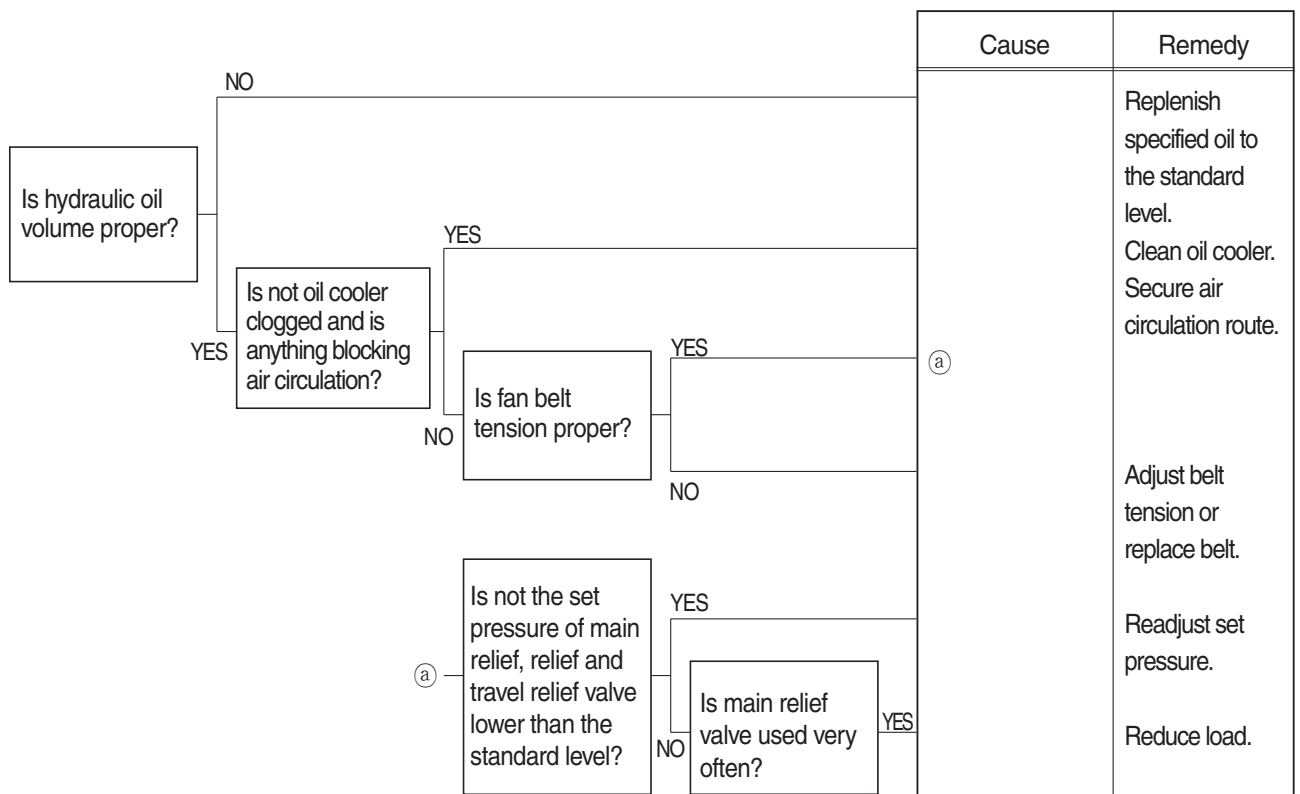 Cause
Remedy
NO
Replenish
specified oil to
the standard
level.
Is hydraulic oil
volume proper?
YES
Clean oil cooler.
Is not oil cooler
clogged and is
anything blocking
air circulation?
Secure air
circulation route.
YES
YES
ⓐ
Is fan belt
tension proper?
NO
NO
Adjust belt
tension or
replace belt.
ⓐ
Is not the set
pressure of main
relief, relief and
travel relief valve
lower than the
standard level?
YES
Readjust set
pressure.
NO
Is main relief
valve used very
often?
YES
Reduce load.